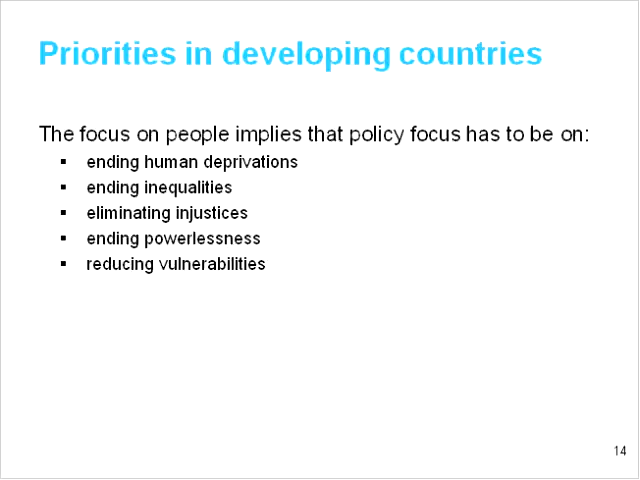 Priorities in developing countries
The focus on people implies that policy focus has to be on:
▪ ending human deprivations
▪ ending inequalities
▪ eliminating injustices
▪ ending powerlessness
▪ reducing vulnerabilities
14